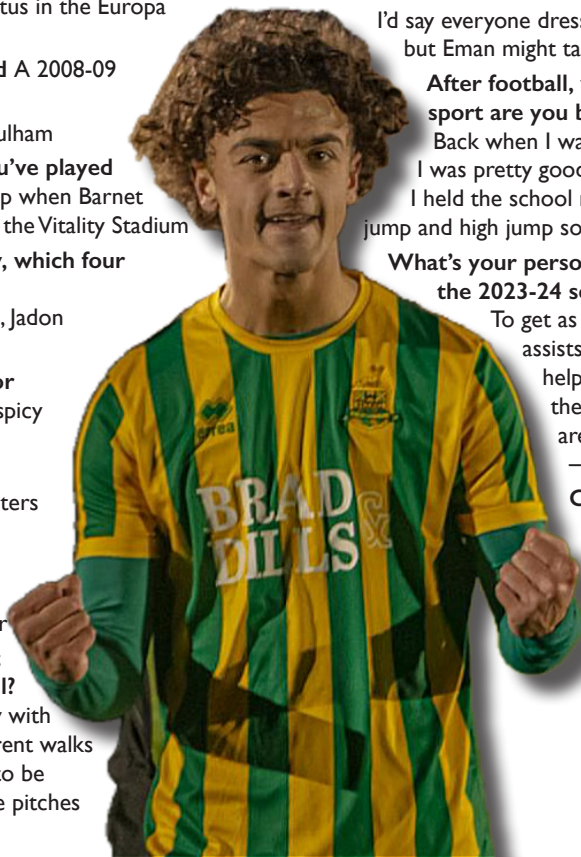 tus in the Europa
d A 2008-09
ulham
u've played
p when Barnet
the Vitality Stadium
y, which four
, Jadon
or
spicy
ters
r
l?
y with
rent walks
to be
e pitches
errea
BRAD &
DILLS
I'd say everyone dres
but Eman might ta
After football,
sport are you b
Back when I wa
I was pretty good
I held the school
jump and high jump so
What's your perso
the 2023-24 se
To get as
assists
help
the
are